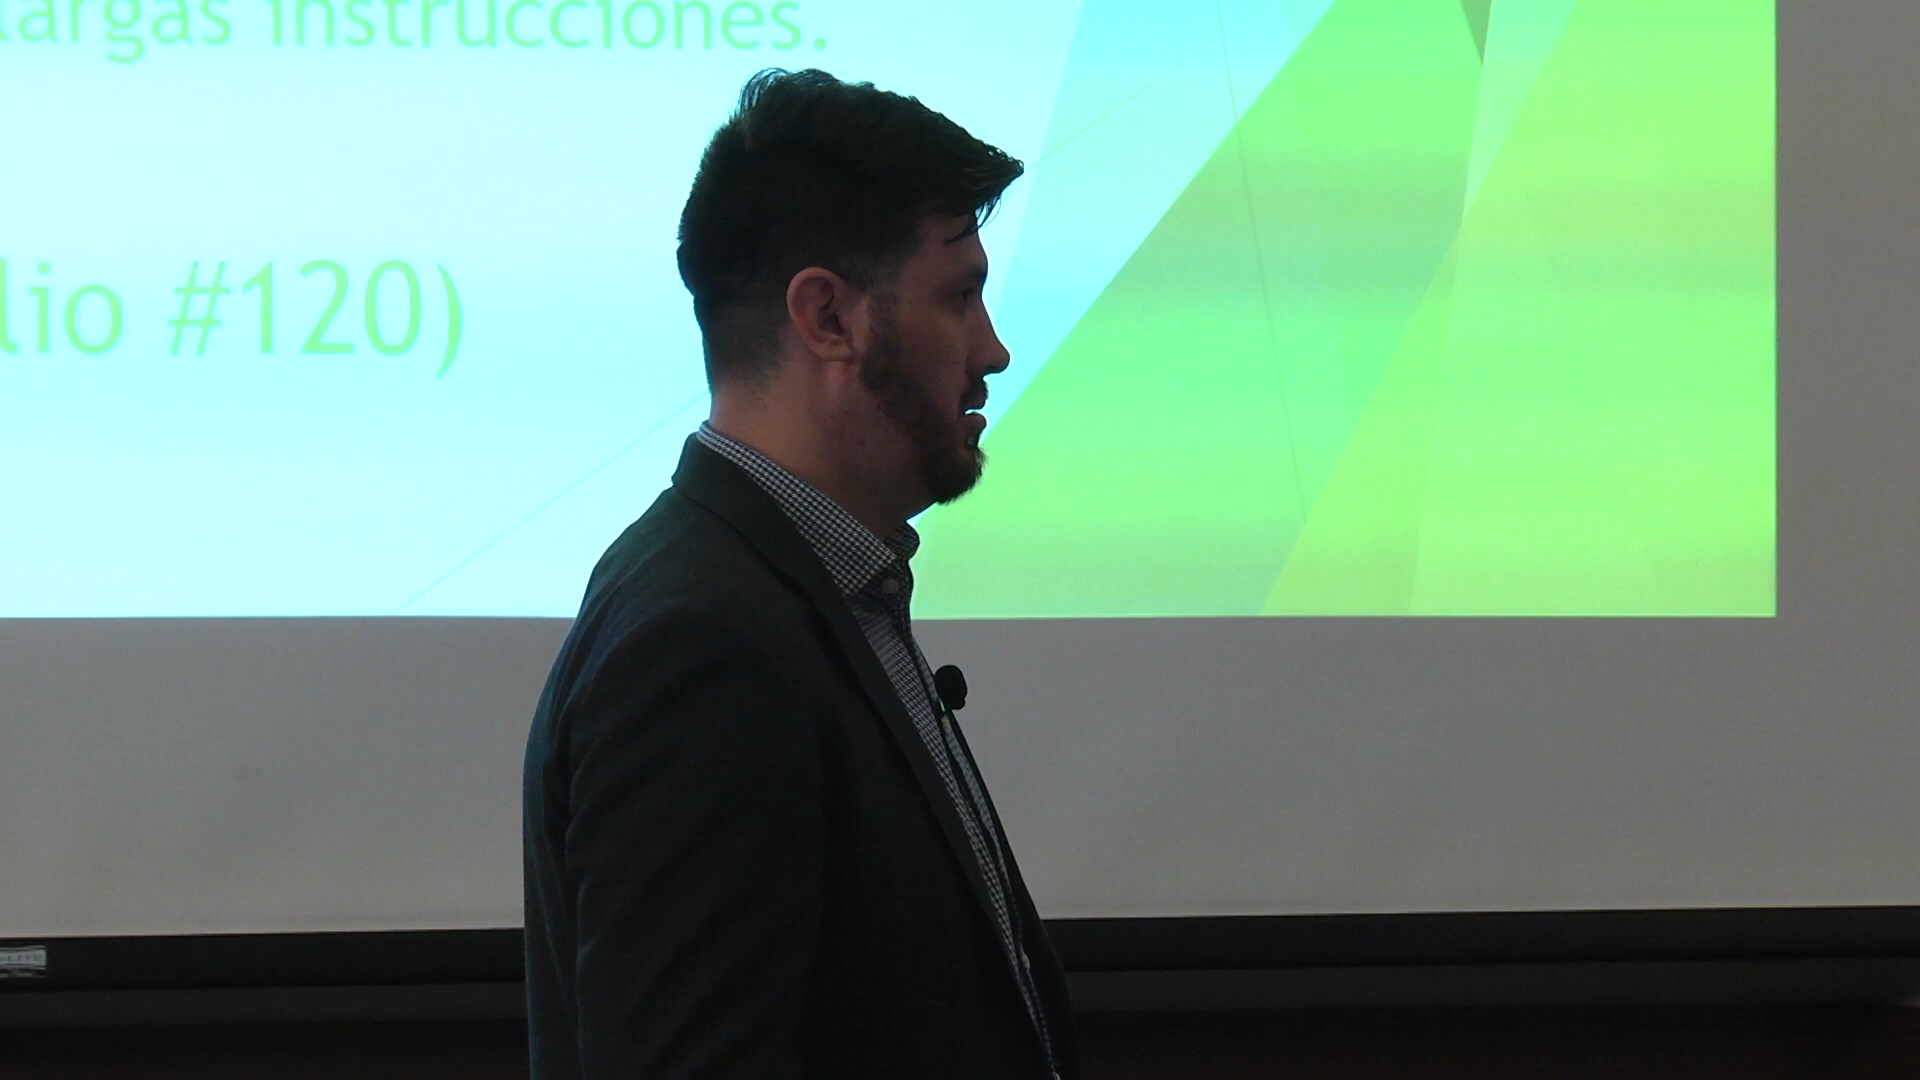 largas instrucciones.
lio #120)